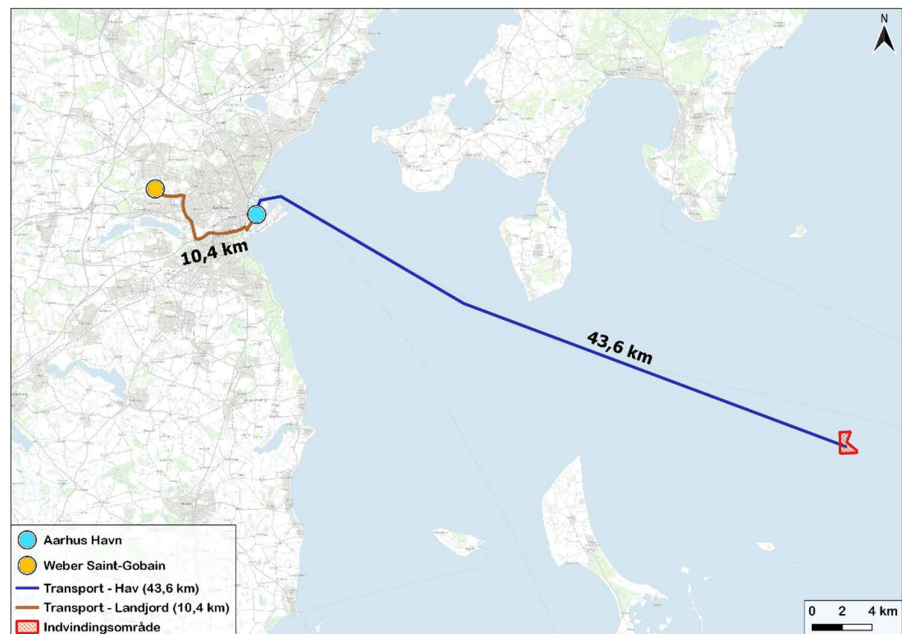 N
Aarhus
10,4 km
43,6 km
Aarhus Havn
Weber Saint-Gobain
Transport - Hav (43,6 km)
Transport - Landjord (10,4 km)
Indvindingsområde
0 2 4 km